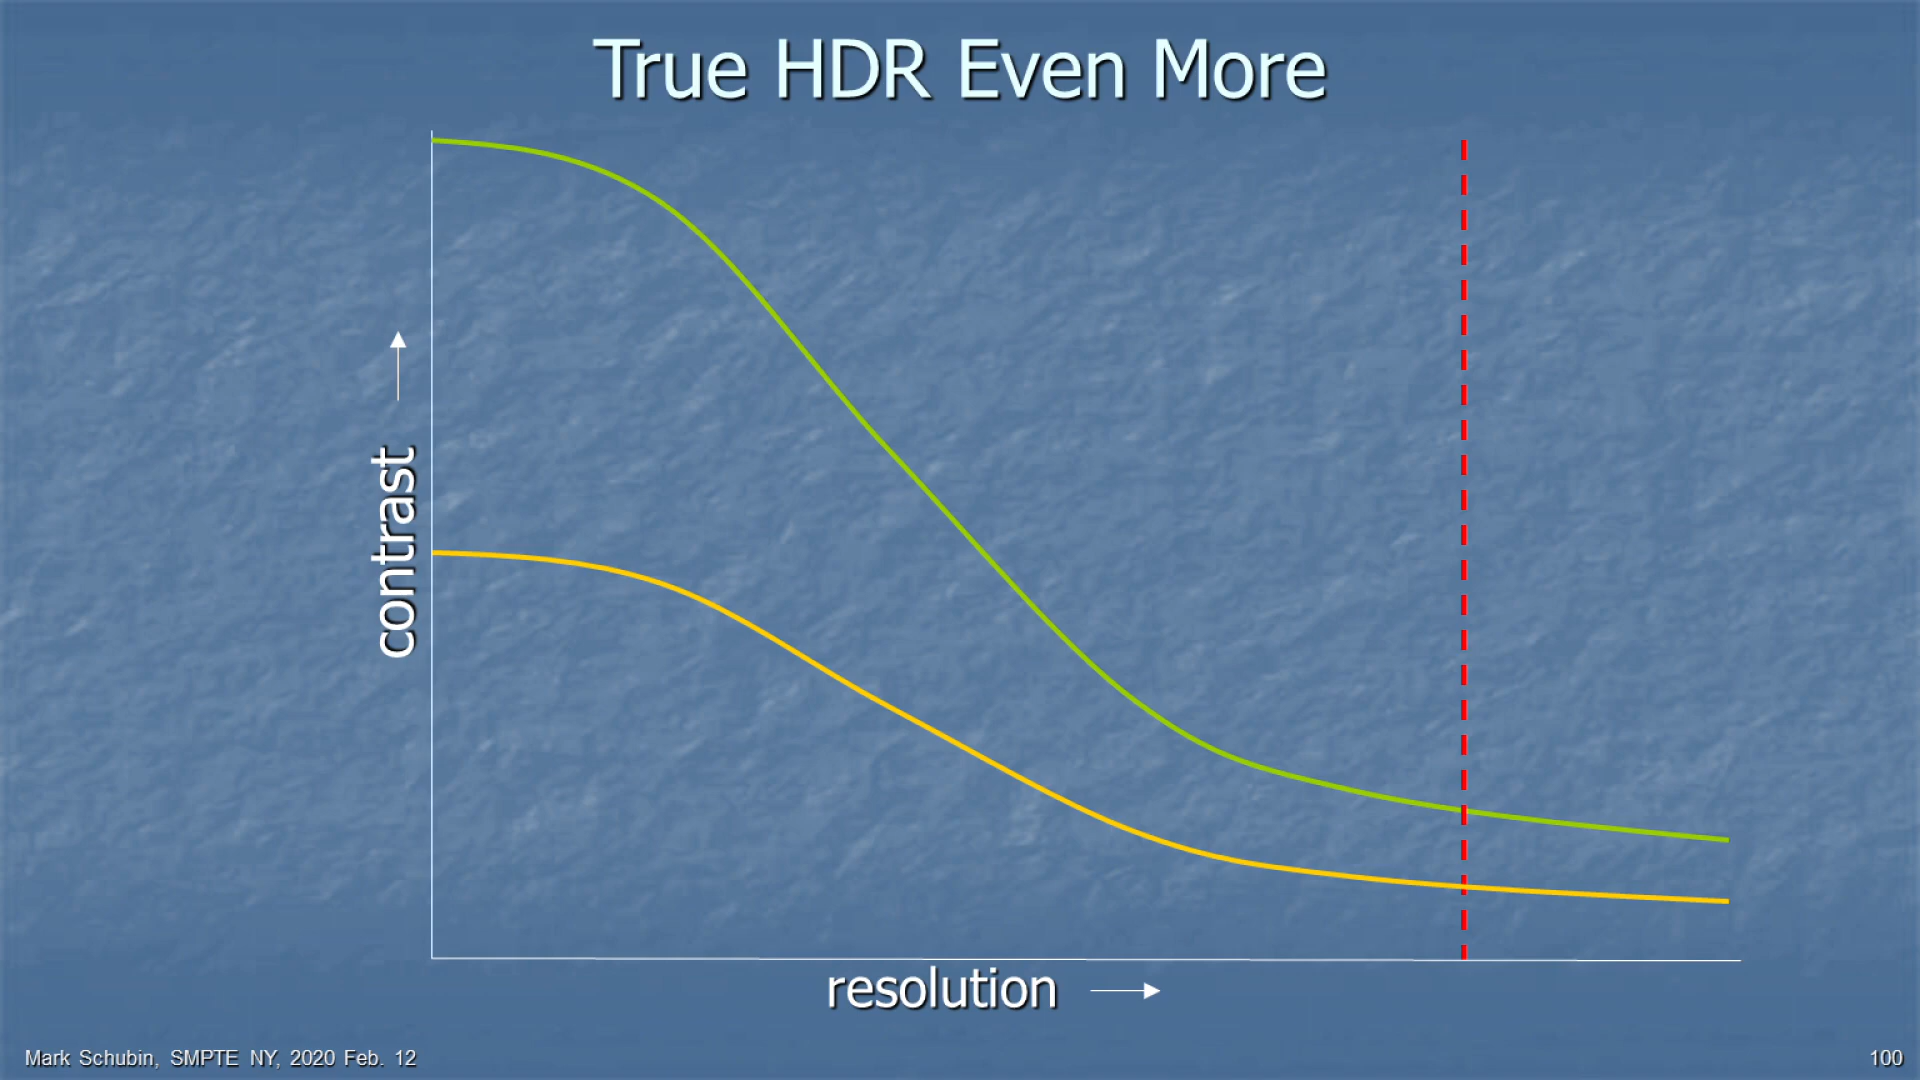 True HDR Even More
contrast
resolution
Mark Schubin, SMPTE NY, 2020 Feb. 12
100